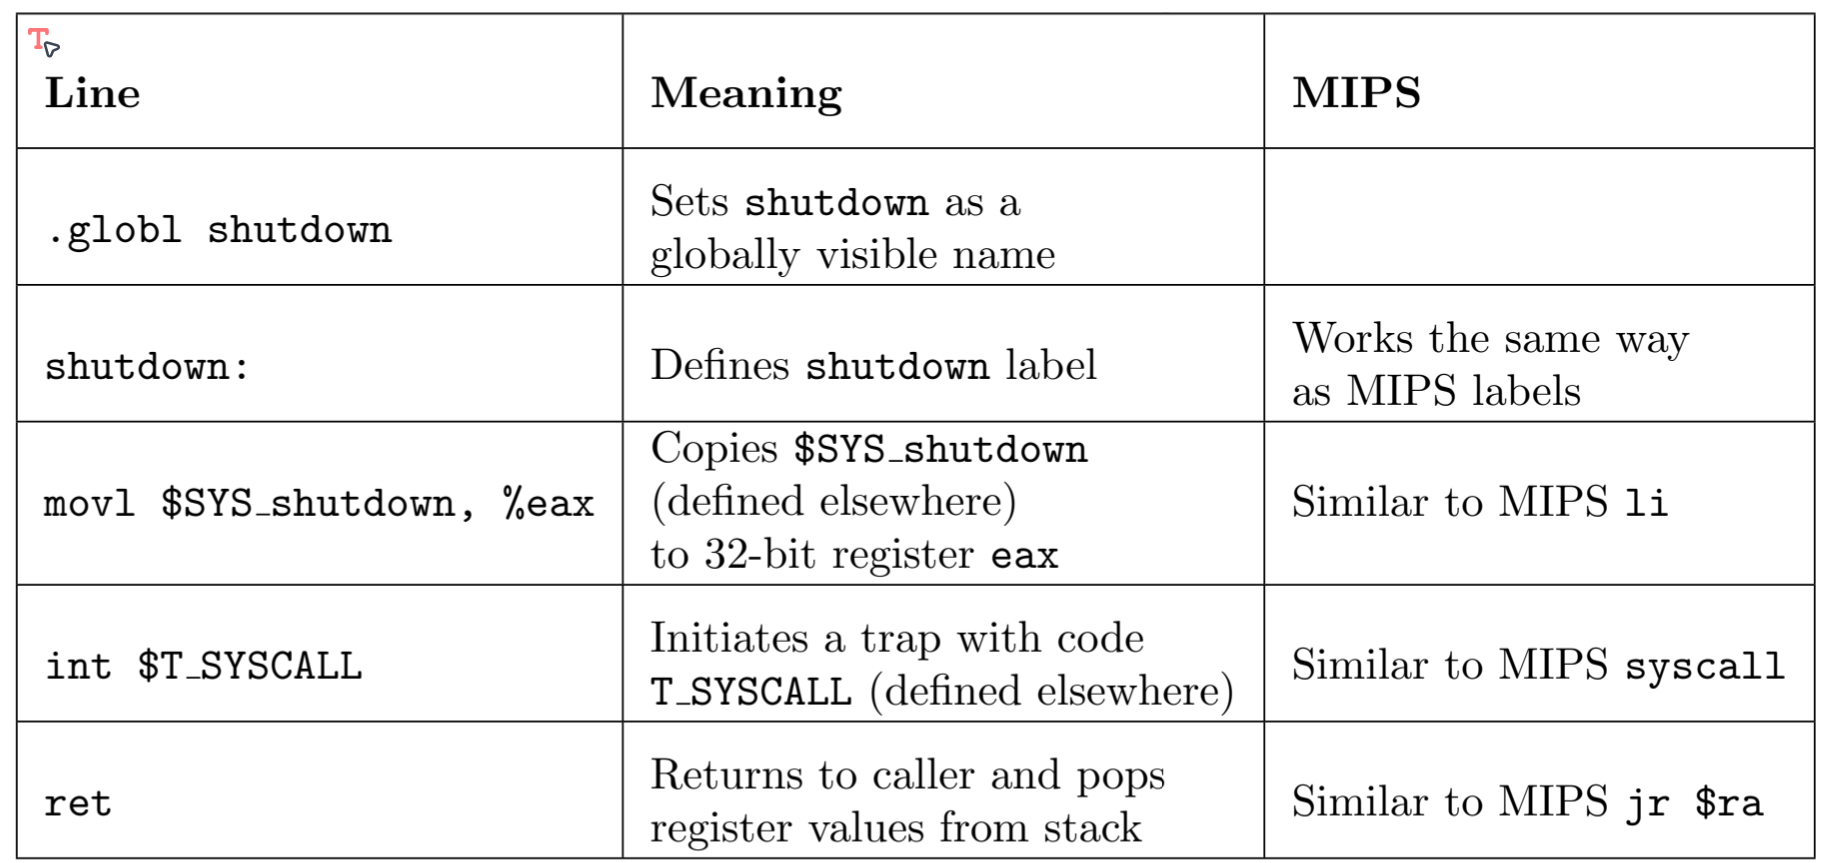 Line Meaning MIPS
.globl shutdown
Sets shutdown as a
globally visible name
shutdown:
Defines shutdown label
Works the same way
as MIPS labels
movl $SYS_shutdown, %eax
Copies $SYS_shutdown
(defined elsewhere)
to 32-bit register eax
Similar to MIPS li
int $T_SYSCALL
Initiates a trap with code
T_SYSCALL (defined elsewhere)
Similar to MIPS syscall
ret
Returns to caller and pops
register values from stack
Similar to MIPS jr $ra